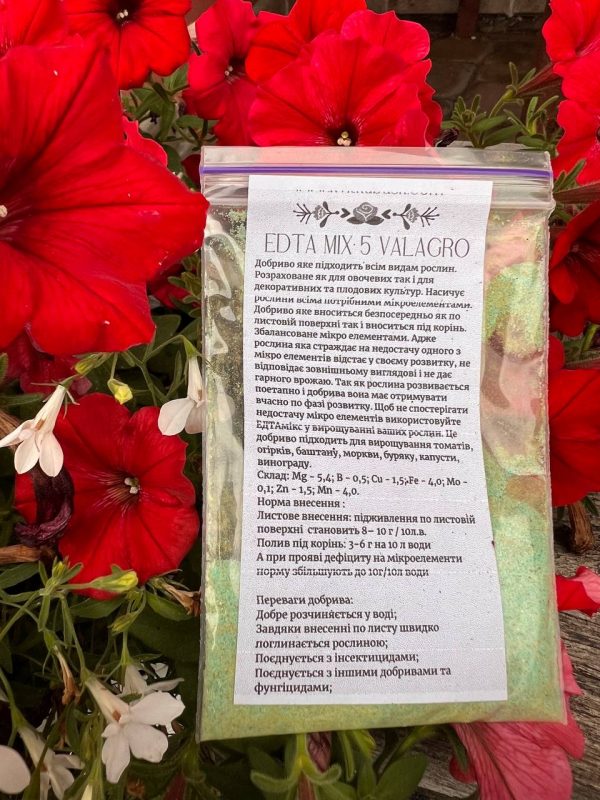 EDTA MIX 5 VALAGRO
Добриво яке підходить всім видам рослин.
Розраховане як для овочевих так і для
декоративних та плодових культур. Насичує
рослини всіма потрібними мікроелементами.
Добриво яке вноситься безпосередньо як по
листовій поверхні так і вноситься під корінь.
Збалансоване мікро елементами. Адже
рослина яка страждає на недостачу одного з
мікро елементів відстає у своєму розвитку, не
відповідає зовнішньому виглядові і не дає
гарного врожаю. Так як рослина розвивається
поетапно і добрива вона має отримувати
вчасно по фазі розвитку. Щоб не спостерігати
недостачу мікро елементів використовуйте
ЕДТАмікс у вирощуванні ваших рослин. Це
добриво підходить для вирощування томатів,
огірків, баштану, моркви, буряку, капусти,
винограду.
Склад: Mg - 5,4; B - 0,5; Cu - 1,5;Fe - 4,0; Mo -
0,1; Zn - 1,5; Mn - 4,0.
Норма внесення :
Листове внесення: підживлення по листовій
поверхні становить 8– 10 г / 10л.в.
Полив під корінь: 3-6 г на 10 л води
А при прояві дефіциту на мікроелементи
норму збільшують до 10г/10л води
Переваги добрива:
Добре розчиняється у воді;
Завдяки внесенні по листу швидко
поглинається рослиною;
Поєднується з інсектицидами;
Поєднується з іншими добривами та
фунгіцидами;